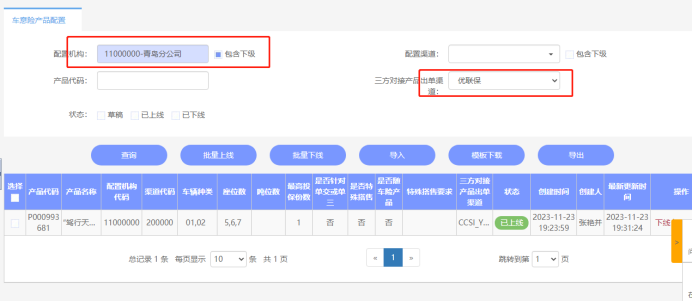 车意险产品配置
配置机构： 11000000-青岛分公司 包含下级 配置渠道： 包含下级
产品代码： 三方对接产品出单渠道： 优联保
状态： 草稿 已上线 已下线
查询 批量上线 批量下线 导入 模板下载 导出
选择 产品代码 产品名称 配置机构代码 渠道代码 车辆种类 座位数 吨位数 最高投保份数 是否针对单交或单三 是否特殊搭售 是否随车险产品 特殊搭售要求 三方对接产品出单渠道 状态 创建时间 创建人 最新更新时间 操作
P000993681 "驾行天... 11000000 200000 01,02 5,6,7 1 否 否 否 CCSI_Y... 已上线 2023-11-23 19:23:59 张艳开 2023-11-23 19:31:24 下线
总记录 1 条 每页显示 10 条 共 1 页 « 1 » 跳转到第 1 页